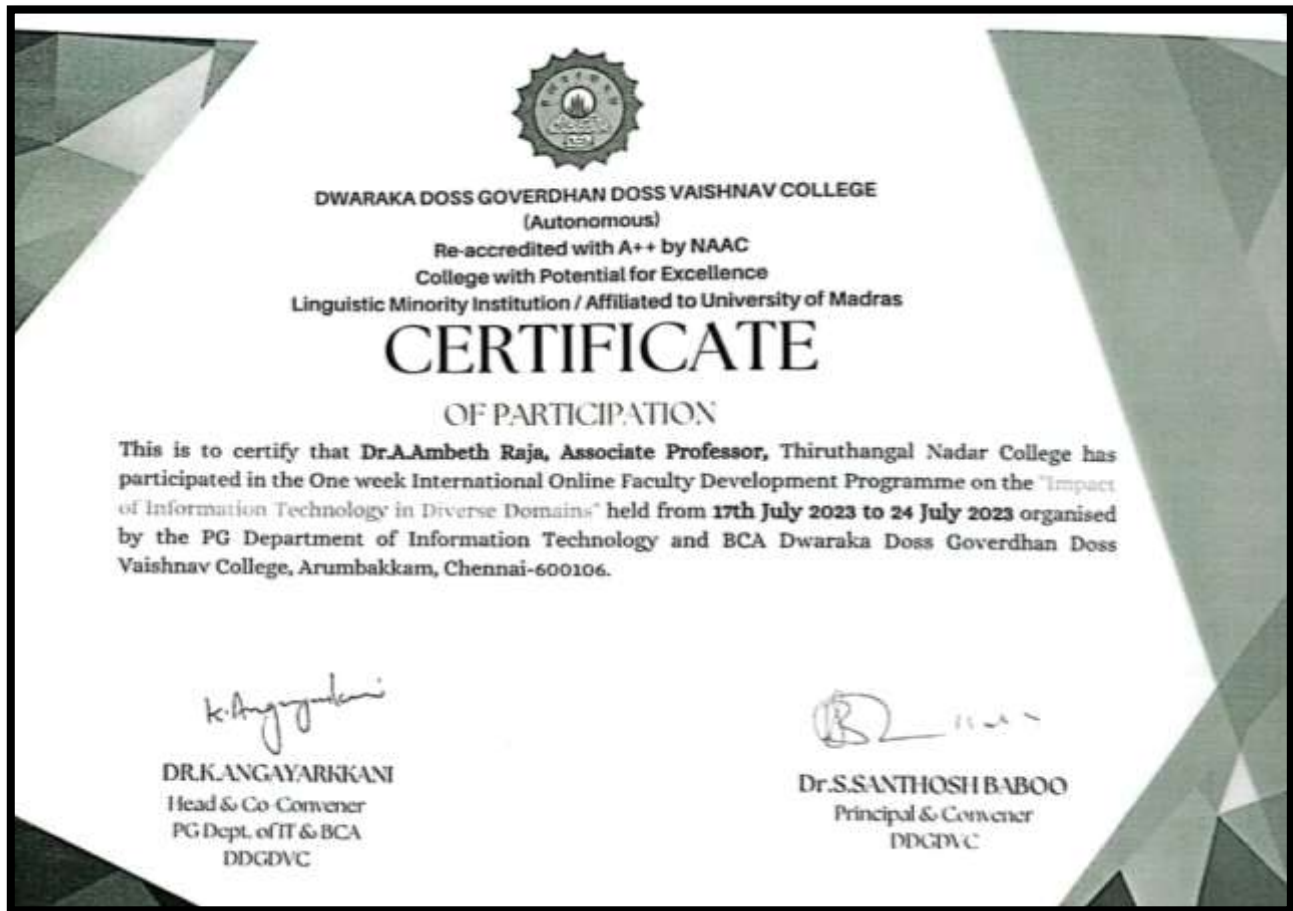 DWARAKA DOSS GOVERDHAN DOSS VAISHNAV COLLEGE
(Autonomous)
Re-accredited with A++ by NAAC
College with Potential for Excellence
Linguistic Minority Institution / Affiliated to University of Madras
CERTIFICATE
OF PARTICIPATION
This is to certify that Dr.A.Ambeth Raja, Associate Professor, Thiruthangal Nadar College has
participated in the One week International Online Faculty Development Programme on the "Impact
of Information Technology in Diverse Domains" held from 17th July 2023 to 24 July 2023 organised
by the PG Department of Information Technology and BCA Dwaraka Doss Goverdhan Doss
Vaishnav College, Arumbakkam, Chennai-600106.
K. Angayarkani
DR.K.ANGAYARKKANI
Head & Co-Convener
PG Dept. of IT & BCA
DDGDVC
Dr.S.SANTHOSH BABOO
Principal & Convener
DDGDVC